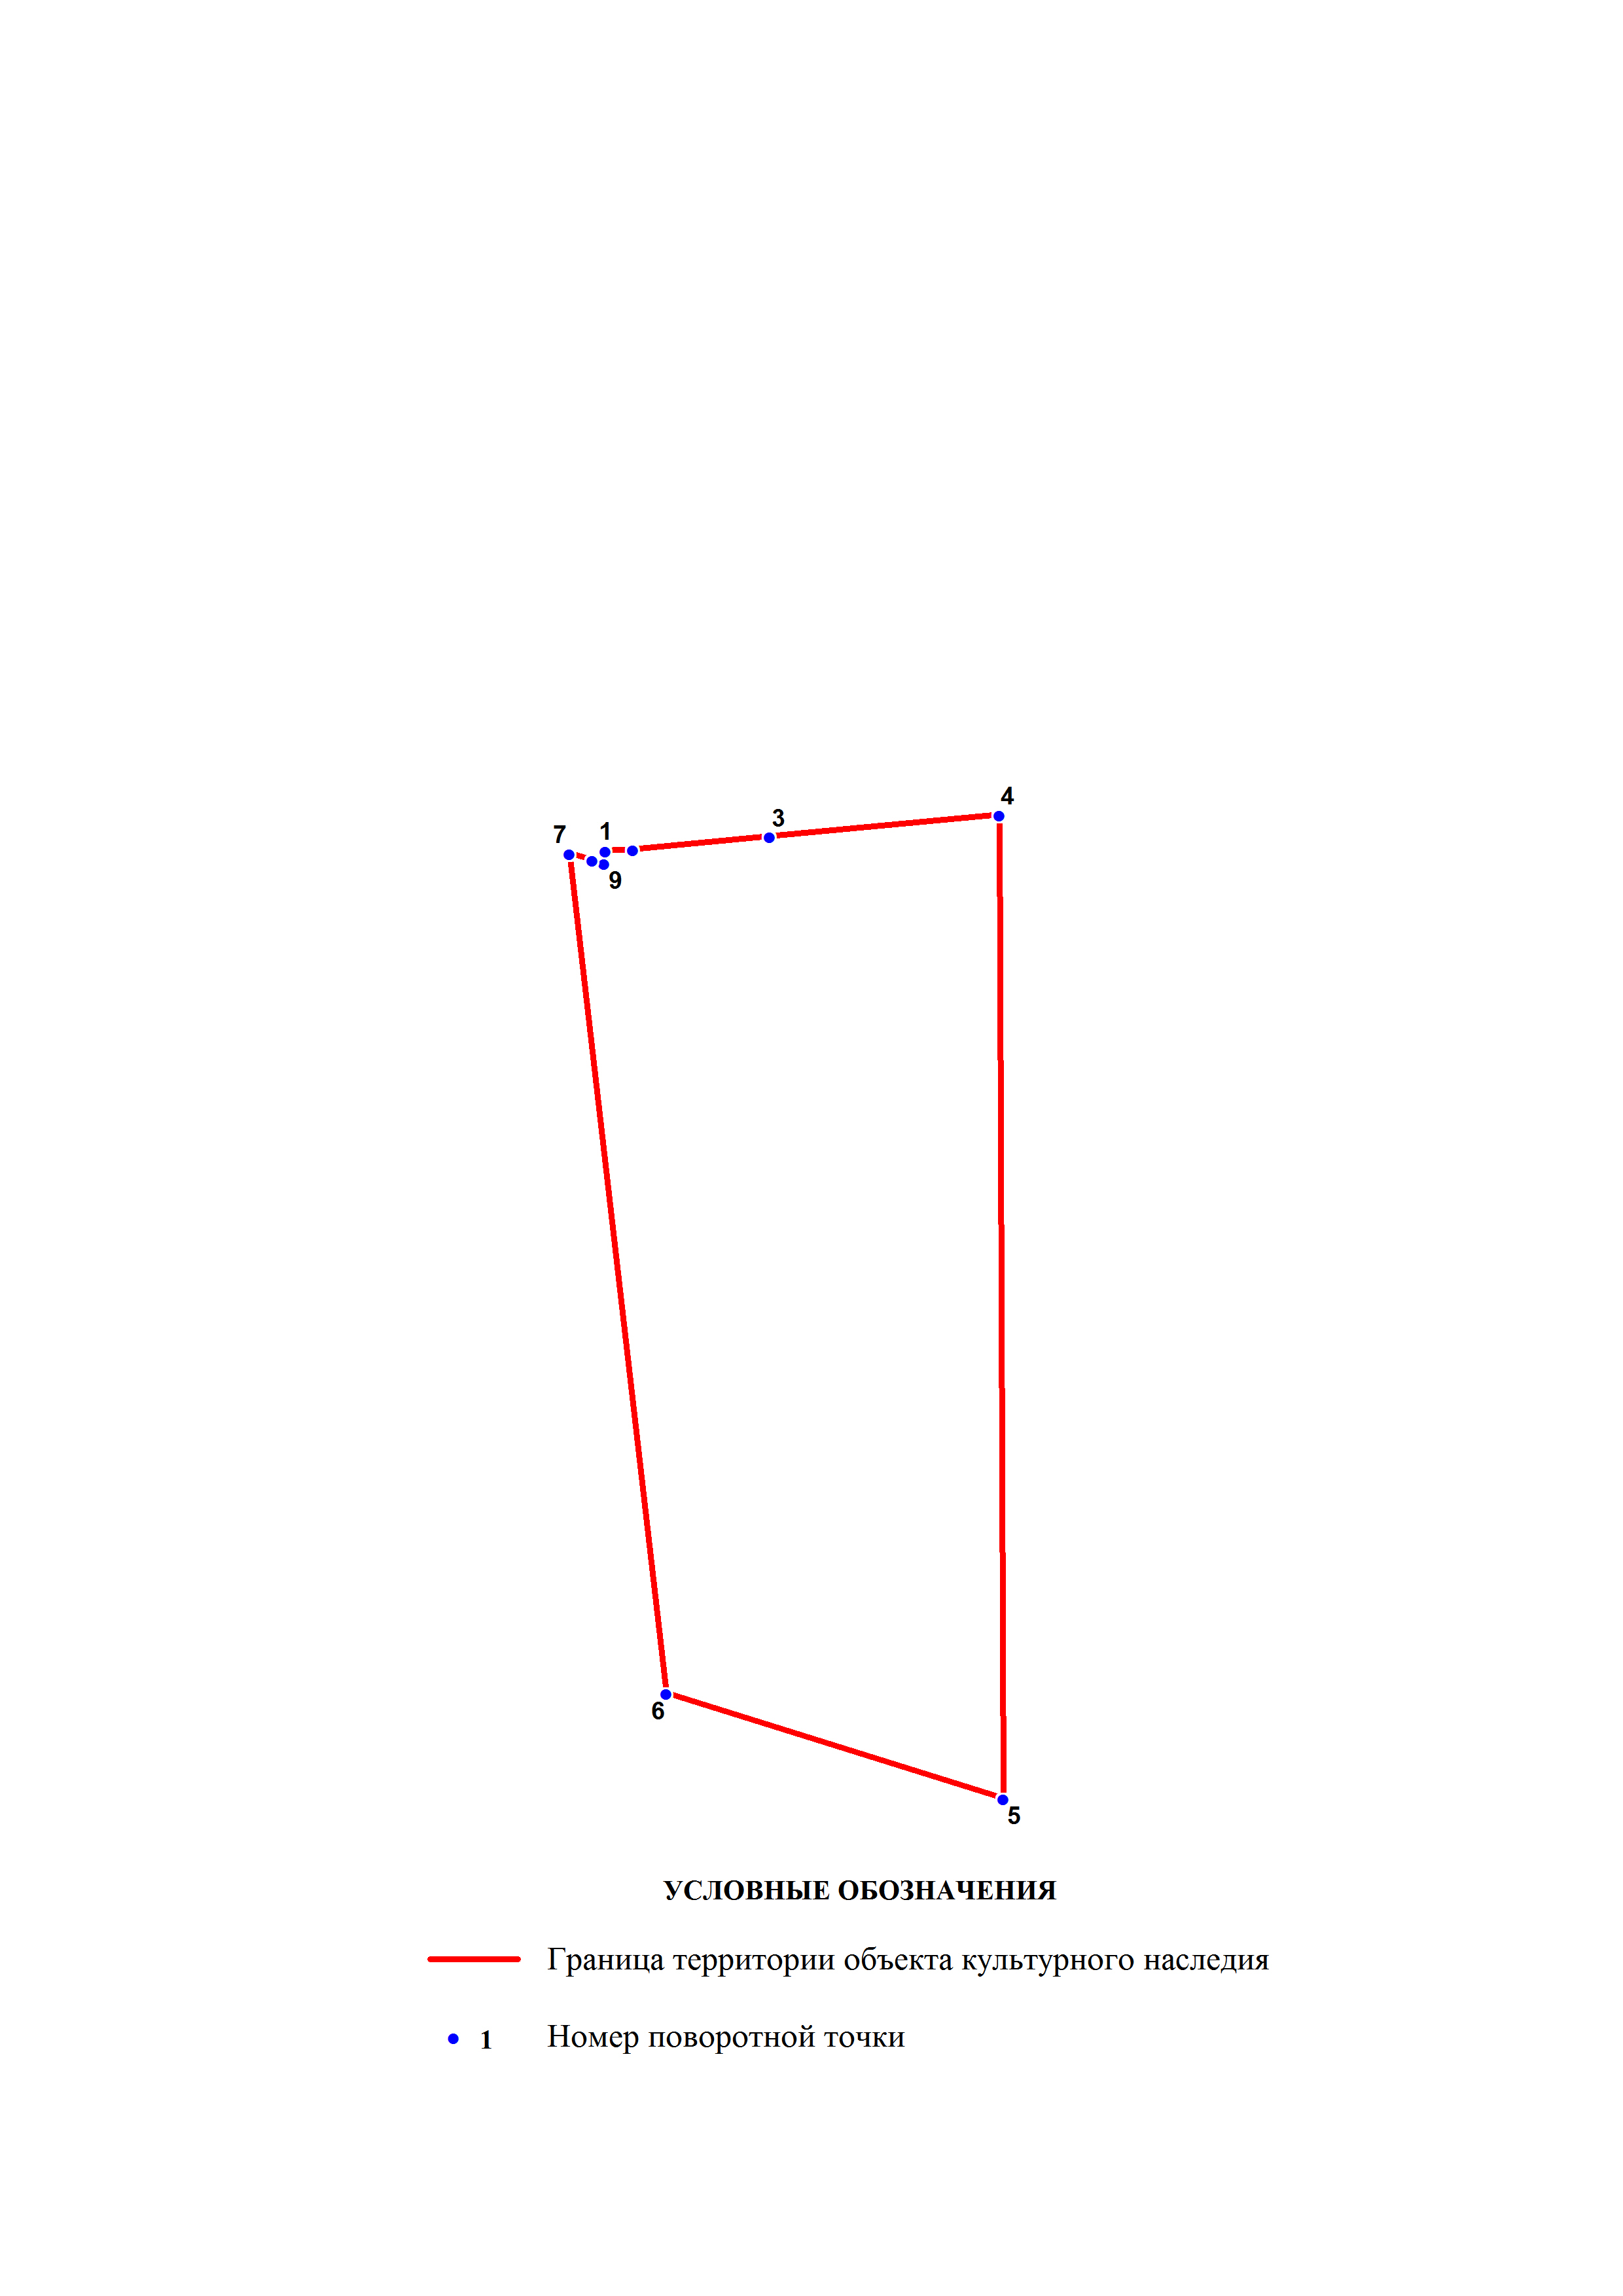 4
3
7 1
9
6
5
УСЛОВНЫЕ ОБОЗНАЧЕНИЯ
Граница территории объекта культурного наследия
1 Номер поворотной точки